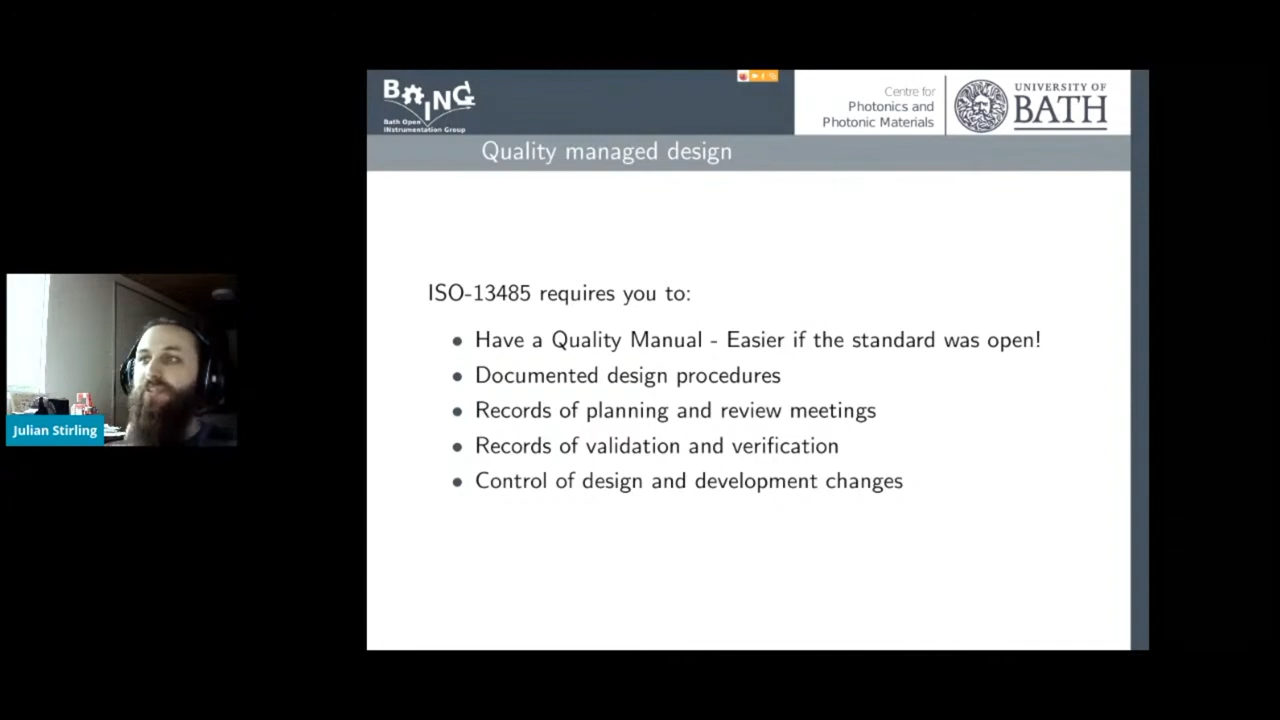 BOING
Bath Open
INstrumentation Group
Centre for
Photonics and
Photonic Materials
UNIVERSITY OF
BATH
Quality managed design
ISO-13485 requires you to:
• Have a Quality Manual - Easier if the standard was open!
• Documented design procedures
• Records of planning and review meetings
• Records of validation and verification
• Control of design and development changes
Julian Stirling